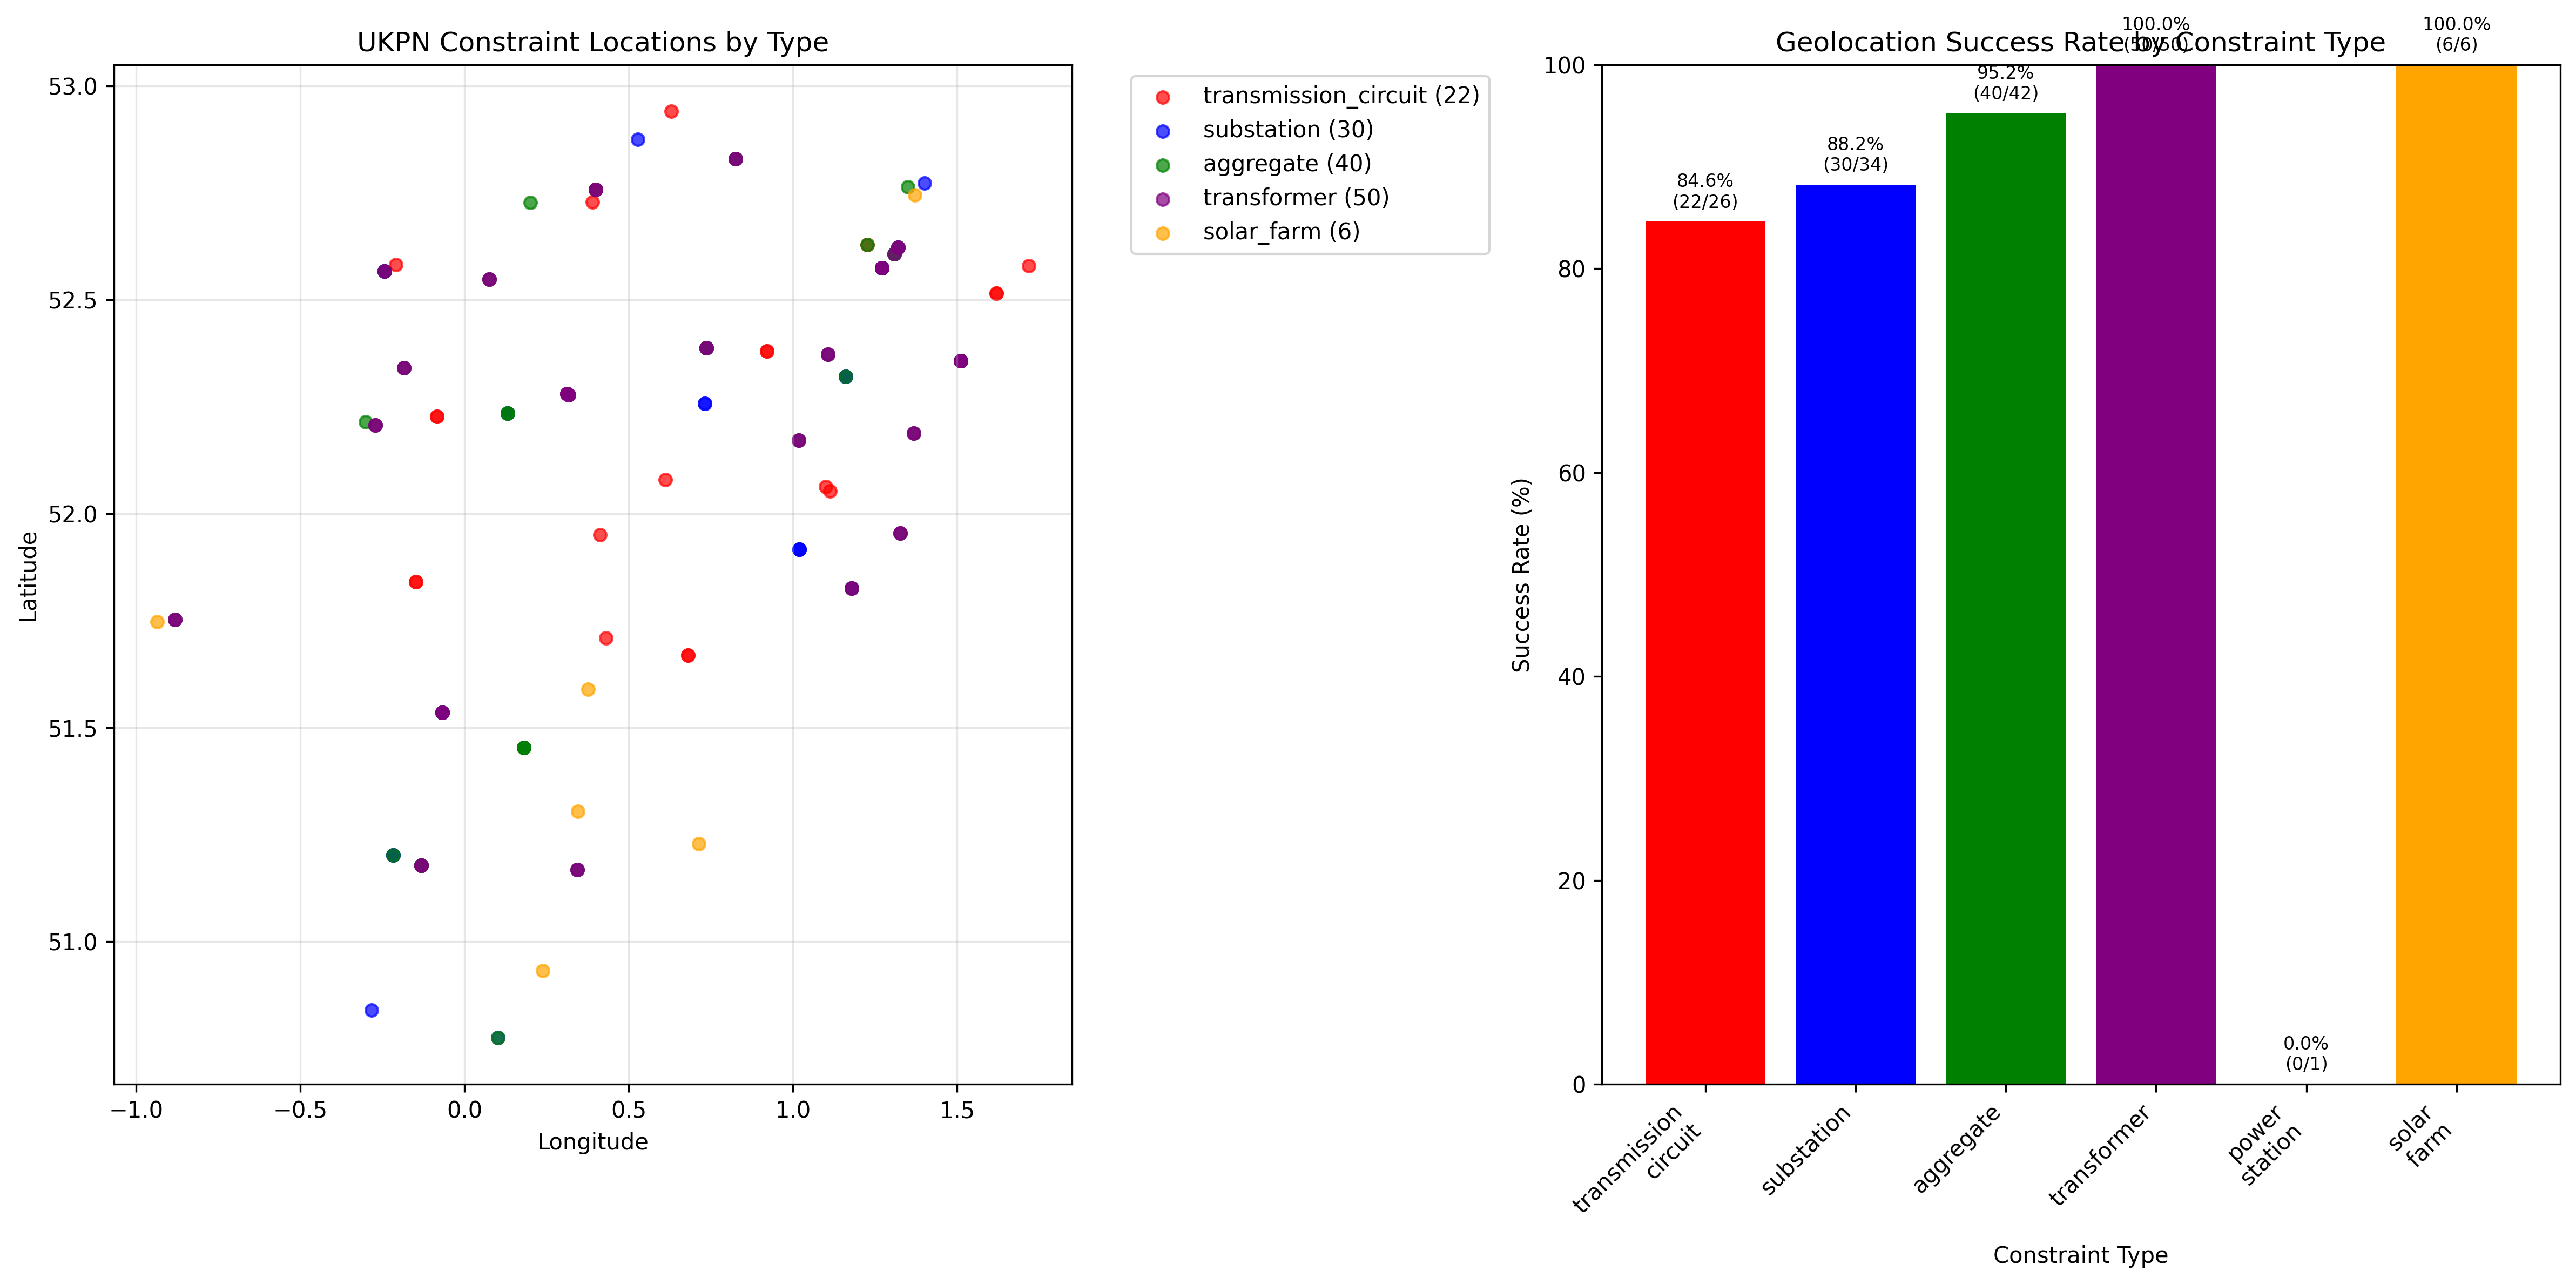 UKPN Constraint Locations by Type
53.0
52.5
52.0
51.5
51.0
Latitude
−1.0
−0.5
0.0
0.5
1.0
1.5
Longitude
transmission_circuit (22)
substation (30)
aggregate (40)
transformer (50)
solar_farm (6)
Geolocation Success Rate by Constraint Type
100
80
60
40
20
0
Success Rate (%)
84.6%
(22/26)
88.2%
(30/34)
95.2%
(40/42)
100.0%
(50/50)
0.0%
(0/1)
100.0%
(6/6)
transmission
circuit
substation
aggregate
transformer
power
station
solar
farm
Constraint Type